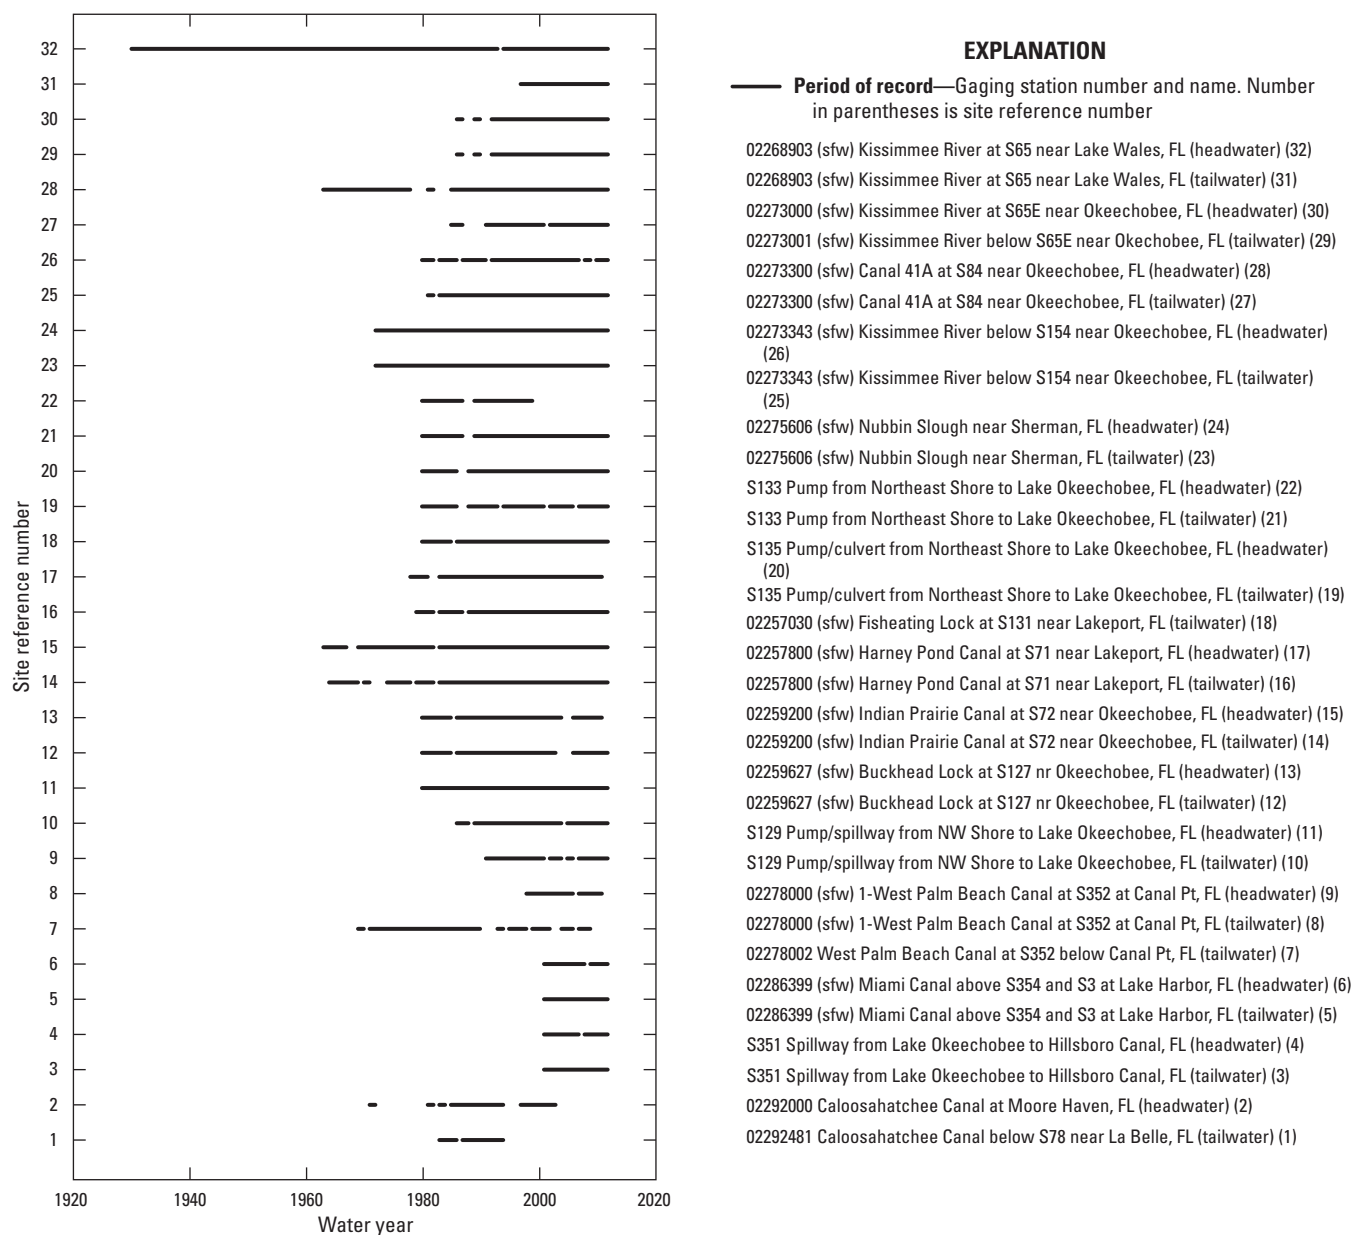 32
31
30
29
28
27
26
25
24
23
22
21
20
19
18
17
16
15
14
13
12
11
10
9
8
7
6
5
4
3
2
1
Site reference number
1920 1940 1960 1980 2000 2020
Water year
EXPLANATION
Period of record—Gaging station number and name. Number
in parentheses is site reference number
02268903 (sfw) Kissimmee River at S65 near Lake Wales, FL (headwater) (32)
02268903 (sfw) Kissimmee River at S65 near Lake Wales, FL (tailwater) (31)
02273000 (sfw) Kissimmee River at S65E near Okeechobee, FL (headwater) (30)
02273001 (sfw) Kissimmee River below S65E near Okechobee, FL (tailwater) (29)
02273300 (sfw) Canal 41A at S84 near Okeechobee, FL (headwater) (28)
02273300 (sfw) Canal 41A at S84 near Okeechobee, FL (tailwater) (27)
02273343 (sfw) Kissimmee River below S154 near Okeechobee, FL (headwater)
(26)
02273343 (sfw) Kissimmee River below S154 near Okeechobee, FL (tailwater)
(25)
02275606 (sfw) Nubbin Slough near Sherman, FL (headwater) (24)
02275606 (sfw) Nubbin Slough near Sherman, FL (tailwater) (23)
S133 Pump from Northeast Shore to Lake Okeechobee, FL (headwater) (22)
S133 Pump from Northeast Shore to Lake Okeechobee, FL (tailwater) (21)
S135 Pump/culvert from Northeast Shore to Lake Okeechobee, FL (headwater)
(20)
S135 Pump/culvert from Northeast Shore to Lake Okeechobee, FL (tailwater) (19)
02257030 (sfw) Fisheating Lock at S131 near Lakeport, FL (tailwater) (18)
02257800 (sfw) Harney Pond Canal at S71 near Lakeport, FL (headwater) (17)
02257800 (sfw) Harney Pond Canal at S71 near Lakeport, FL (tailwater) (16)
02259200 (sfw) Indian Prairie Canal at S72 near Okeechobee, FL (headwater) (15)
02259200 (sfw) Indian Prairie Canal at S72 near Okeechobee, FL (tailwater) (14)
02259627 (sfw) Buckhead Lock at S127 nr Okeechobee, FL (headwater) (13)
02259627 (sfw) Buckhead Lock at S127 nr Okeechobee, FL (tailwater) (12)
S129 Pump/spillway from NW Shore to Lake Okeechobee, FL (headwater) (11)
S129 Pump/spillway from NW Shore to Lake Okeechobee, FL (tailwater) (10)
02278000 (sfw) 1-West Palm Beach Canal at S352 at Canal Pt, FL (headwater) (9)
02278000 (sfw) 1-West Palm Beach Canal at S352 at Canal Pt, FL (tailwater) (8)
02278002 West Palm Beach Canal at S352 below Canal Pt, FL (tailwater) (7)
02286399 (sfw) Miami Canal above S354 and S3 at Lake Harbor, FL (headwater) (6)
02286399 (sfw) Miami Canal above S354 and S3 at Lake Harbor, FL (tailwater) (5)
S351 Spillway from Lake Okeechobee to Hillsboro Canal, FL (headwater) (4)
S351 Spillway from Lake Okeechobee to Hillsboro Canal, FL (tailwater) (3)
02292000 Caloosahatchee Canal at Moore Haven, FL (headwater) (2)
02292481 Caloosahatchee Canal below S78 near La Belle, FL (tailwater) (1)